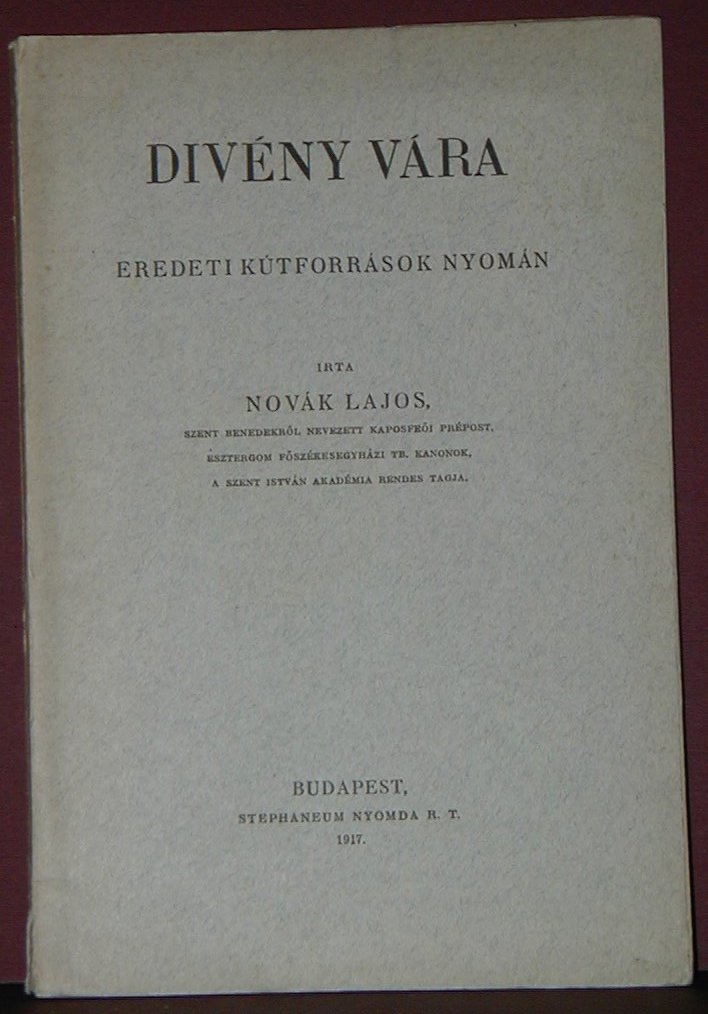 DIVÉNY VÁRA
EREDETI KÚTFORRÁSOK NYOMÁN
IRTA
NOVÁK LAJOS,
SZENT BENEDEKRŐL NEVEZETT KAPOSFEŐI PRÉPOST,
ESZTERGOM FŐSZÉKESEGYHÁZI TB. KANONOK,
A SZENT ISTVÁN AKADÉMIA RENDES TAGJA.
BUDAPEST,
STEPHANEUM NYOMDA R. T.
1917.